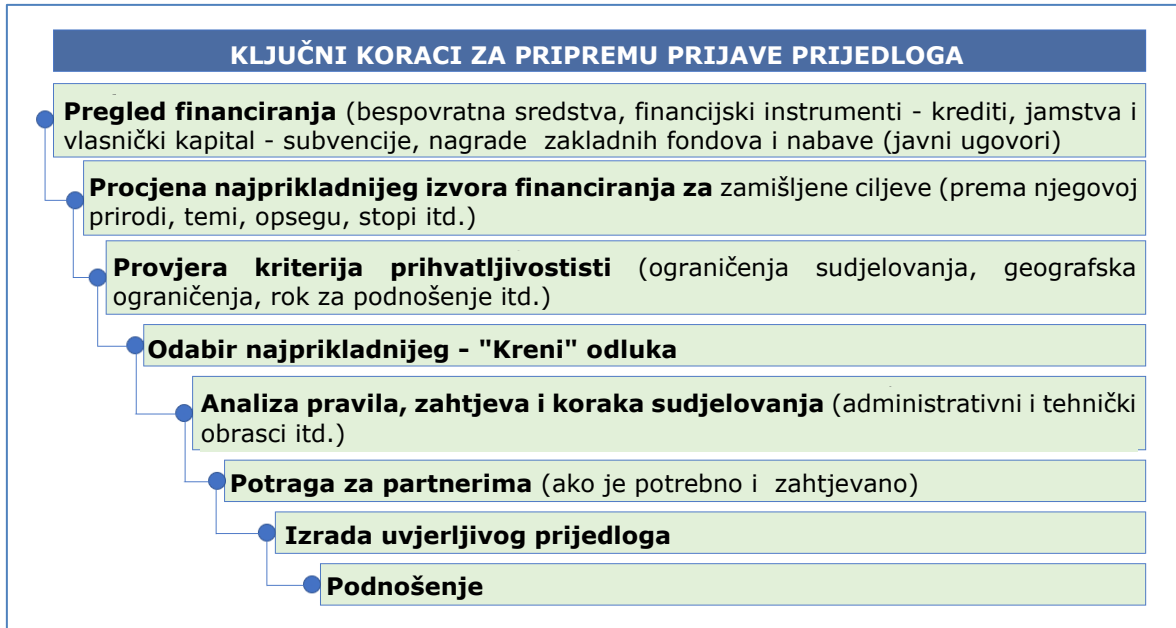 KLJUČNI KORACI ZA PRIPREMU PRIJAVE PRIJEDLOGA
Pregled financiranja (bespovratna sredstva, financijski instrumenti - krediti, jamstva i
vlasnički kapital - subvencije, nagrade zakladnih fondova i nabave (javni ugovori)
Procjena najprikladnijeg izvora financiranja za zamišljene ciljeve (prema njegovoj
prirodi, temi, opsegu, stopi itd.)
Provjera kriterija prihvatljivostisti (ograničenja sudjelovanja, geografska
ograničenja, rok za podnošenje itd.)
Odabir najprikladnijeg - "Kreni" odluka
Analiza pravila, zahtjeva i koraka sudjelovanja (administrativni i tehnički
obrasci itd.)
Potraga za partnerima (ako je potrebno i zahtjevano)
Izrada uvjerljivog prijedloga
Podnošenje